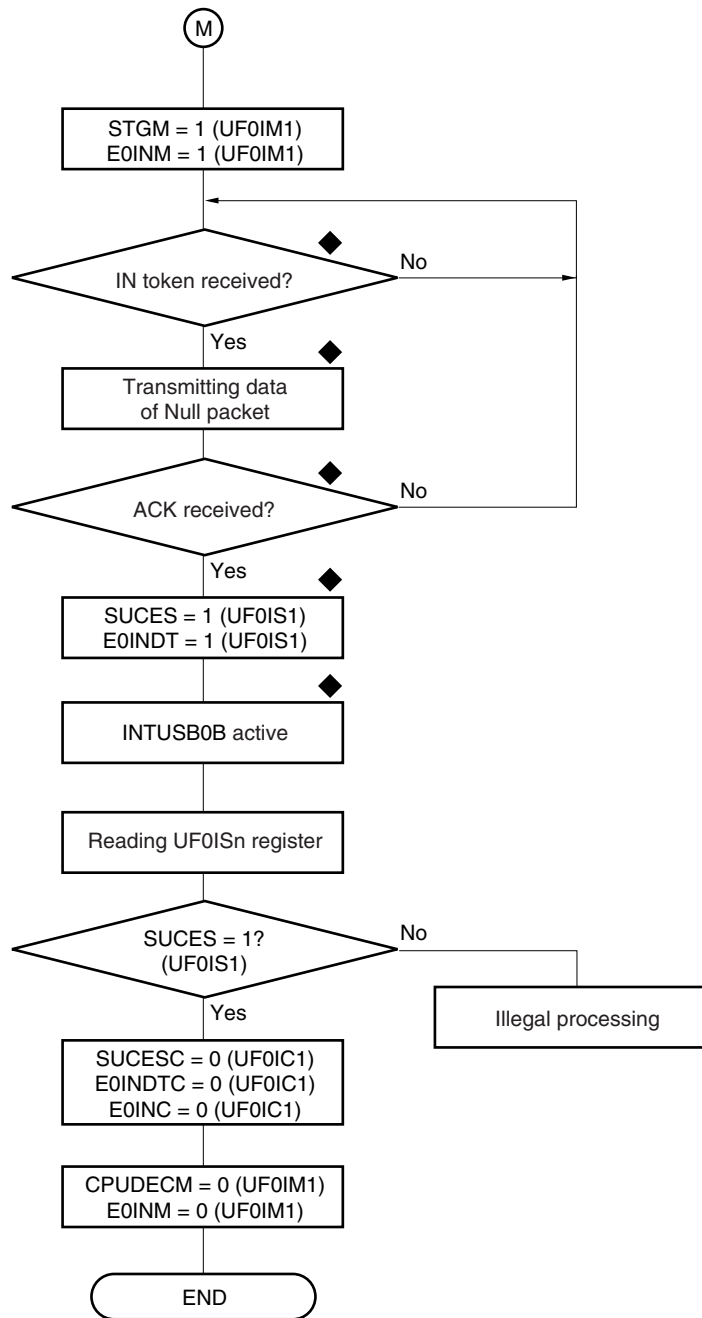 M
STGM = 1 (UF0IM1)
E0INM = 1 (UF0IM1)
IN token received?
No
Yes
Transmitting data
of Null packet
ACK received?
No
Yes
SUCES = 1 (UF0IS1)
E0INDT = 1 (UF0IS1)
INTUSB0B active
Reading UF0ISn register
SUCES = 1?
(UF0IS1)
No
Illegal processing
Yes
SUCESC = 0 (UF0IC1)
E0INDTC = 0 (UF0IC1)
E0INC = 0 (UF0IC1)
CPUDECM = 0 (UF0IM1)
E0INM = 0 (UF0IM1)
END